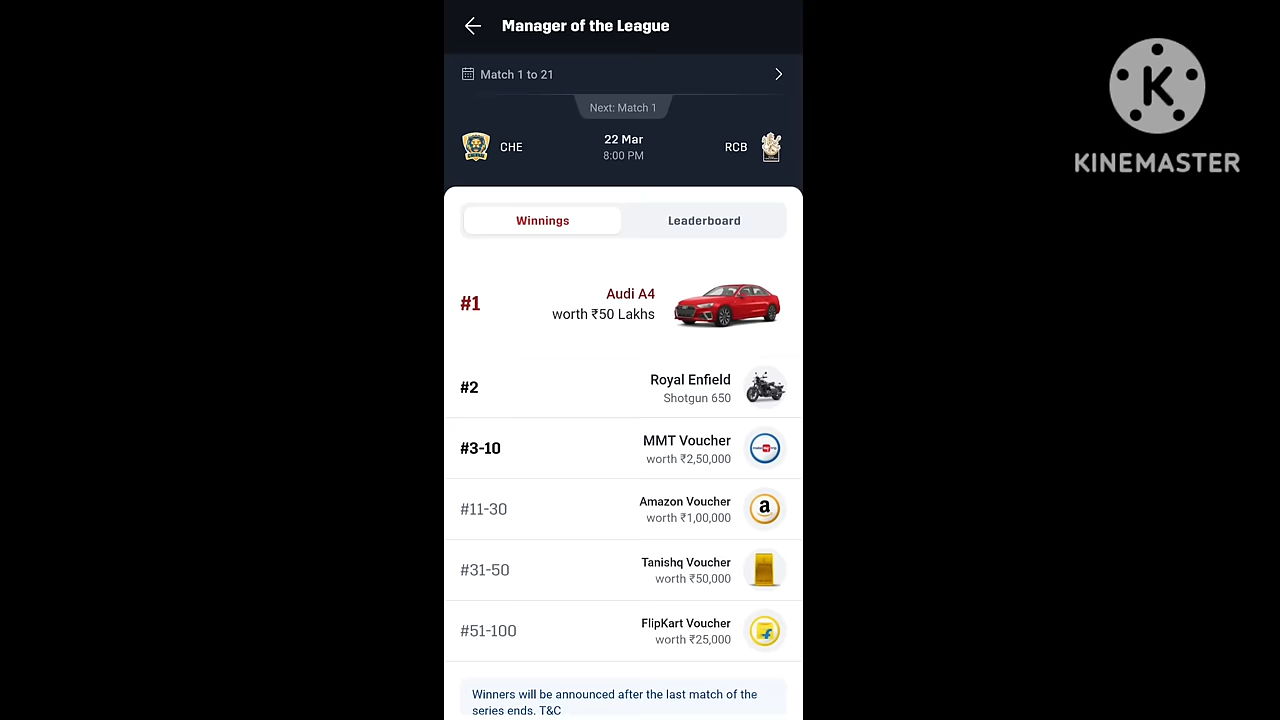 Manager of the League
Match 1 to 21
Next: Match 1
CHE
22 Mar
8:00 PM
RCB
K
KINEMASTER
Winnings
Leaderboard
#1
Audi A4
worth ₹50 Lakhs
#2
Royal Enfield
Shotgun 650
#3-10
MMT Voucher
worth ₹2,50,000
#11-30
Amazon Voucher
worth ₹1,00,000
a
#31-50
Tanishq Voucher
worth ₹50,000
#51-100
FlipKart Voucher
worth ₹25,000
Winners will be announced after the last match of the
series ends. T&C